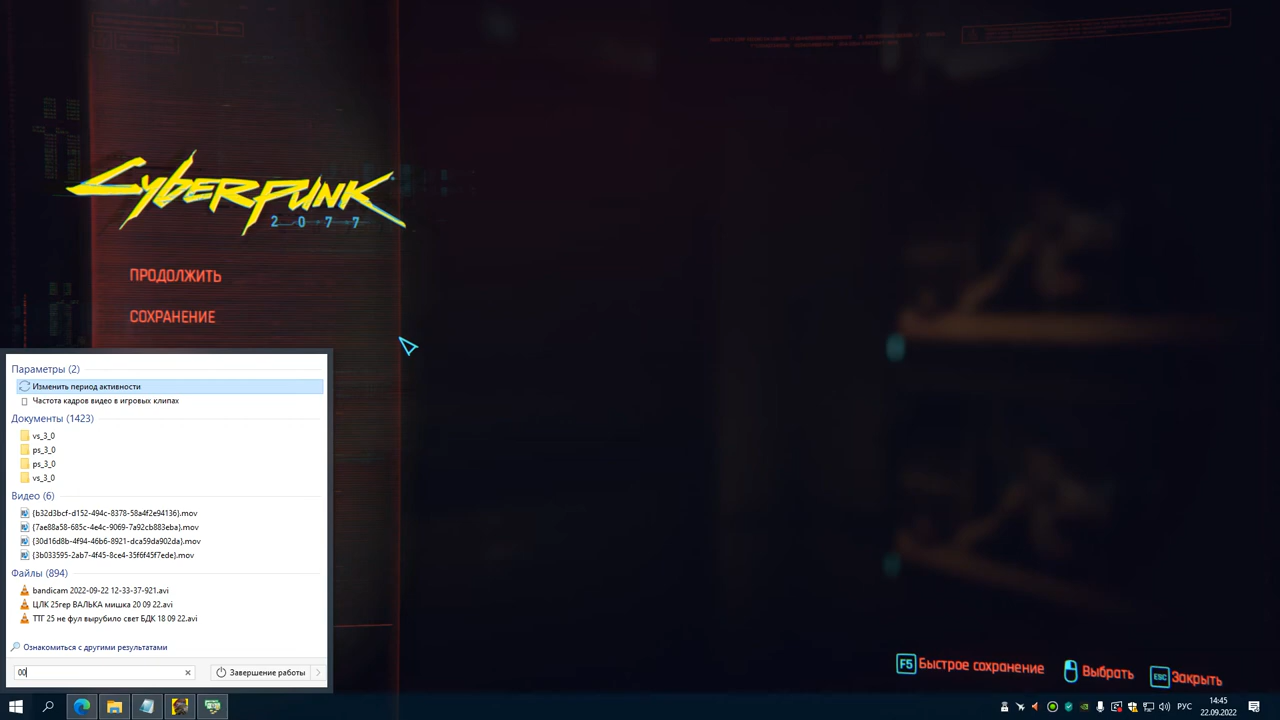 CYBERPUNK
2077
ПРОДОЛЖИТЬ
СОХРАНЕНИЕ
Параметры (2)
Изменить период активности
Частота кадров видео в игровых клипах
Документы (1423)
vs_3_0
ps_3_0
ps_3_0
vs_3_0
Видео (6)
{b32d3bcf-d152-494c-8378-58a4f2e94136}.mov
{7ae88a58-685c-4e4c-9069-7a92cb883eba}.mov
{30d16d8b-4f94-46b6-8921-dca59da902da}.mov
{3b033595-2ab7-4f45-8ce4-35f6f45f7ede}.mov
Файлы (894)
bandicam 2022-09-22 12-33-37-921.avi
ЦЛК 25гер ВАЛЬКА мишка 20 09 22.avi
ТТГ 25 не фул вырубило свет БДК 18 09 22.avi
Ознакомиться с другими результатами
00
Завершение работы
F5 Быстрое сохранение
Выбрать
ESC Закрыть
РУС
14:45
22.09.2022